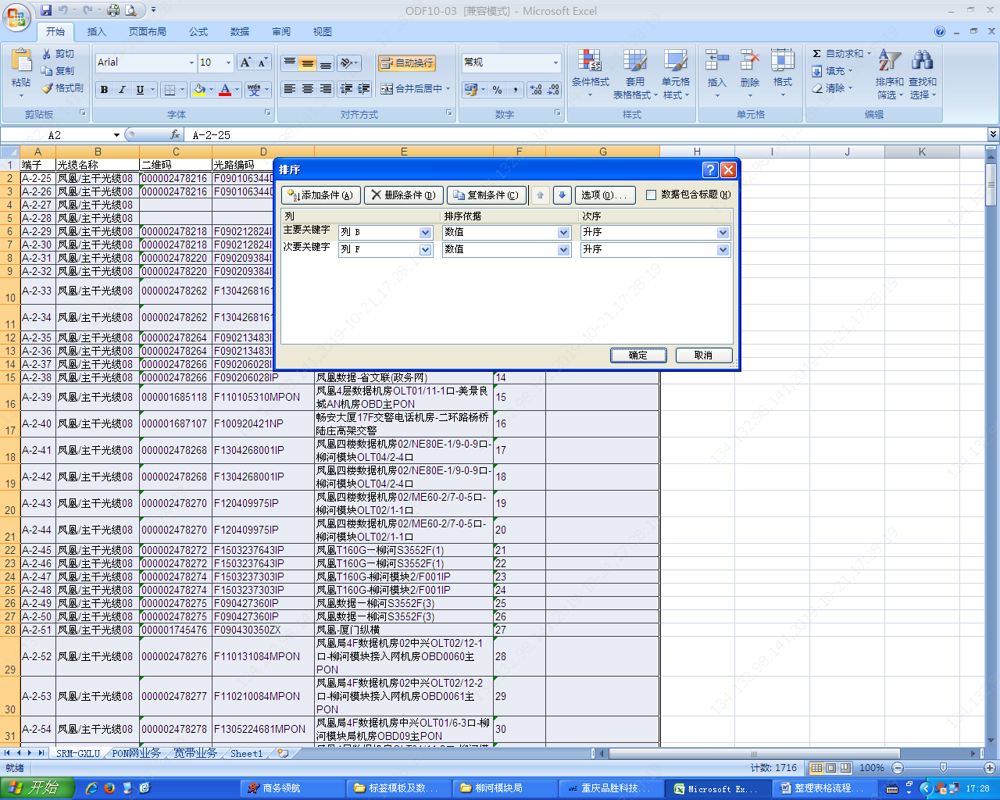 ODF10-03 [兼容模式] - Microsoft Excel
开始 插入 页面布局 公式 数据 审阅 视图
粘贴 剪切 复制 格式刷 剪贴板
Arial 10 B I U 字体
自动换行 合并后居中 对齐方式
常规 % , 数字
条件格式 套用表格格式 单元格样式 样式
插入 删除 格式 单元格
Σ 自动求和 填充 清除 排序和筛选 查找和选择 编辑
A2 fx A-2-25
A B C D E F G H I J K
1 端子 光缆名称 二维码 光路编码
2 A-2-25 凤凰/主干光缆08 000002478216 F090106344D
3 A-2-26 凤凰/主干光缆08 000002478216 F090106344D
4 A-2-27 凤凰/主干光缆08
5 A-2-28 凤凰/主干光缆08
6 A-2-29 凤凰/主干光缆08 000002478218 F090212824I
7 A-2-30 凤凰/主干光缆08 000002478218 F090212824I
8 A-2-31 凤凰/主干光缆08 000002478220 F090209384I
9 A-2-32 凤凰/主干光缆08 000002478220 F090209384I
10 A-2-33 凤凰/主干光缆08 000002478262 F1304268161
11 A-2-34 凤凰/主干光缆08 000002478262 F1304268161
12 A-2-35 凤凰/主干光缆08 000002478264 F090213483I
13 A-2-36 凤凰/主干光缆08 000002478264 F090213483I
14 A-2-37 凤凰/主干光缆08 000002478266 F090206028I
排序
添加条件(A) 删除条件(D) 复制条件(C) 选项(O)... 数据包含标题(H)
列 排序依据 次序
主要关键字 列 B 数值 升序
次要关键字 列 F 数值 升序
确定 取消
15 A-2-38 凤凰/主干光缆08 000002478266 F090206028IP 凤凰数据-省文联(政务网) 14
16 A-2-39 凤凰/主干光缆08 000001685118 F110105310MPON 凤凰4层数据机房OLT01/11-1口-美景良城AN机房OBD主PON 15
17 A-2-40 凤凰/主干光缆08 000001687107 F100920421NP 畅安大厦17F交警电话机房-二环路杨桥陆庄高架交警 16
18 A-2-41 凤凰/主干光缆08 000002478268 F1304268001IP 凤凰四楼数据机房02/NE80E-1/9-0-9口-柳河模块OLT04/2-4口 17
19 A-2-42 凤凰/主干光缆08 000002478268 F1304268001IP 凤凰四楼数据机房02/NE80E-1/9-0-9口-柳河模块OLT04/2-4口 18
20 A-2-43 凤凰/主干光缆08 000002478270 F120409975IP 凤凰四楼数据机房02/ME60-2/7-0-5口-柳河模块OLT02/1-1口 19
21 A-2-44 凤凰/主干光缆08 000002478270 F120409975IP 凤凰四楼数据机房02/ME60-2/7-0-5口-柳河模块OLT02/1-1口 20
22 A-2-45 凤凰/主干光缆08 000002478272 F1503237643IP 凤凰T160G—柳河S3552F(1) 21
23 A-2-46 凤凰/主干光缆08 000002478272 F1503237643IP 凤凰T160G—柳河S3552F(1) 22
24 A-2-47 凤凰/主干光缆08 000002478274 F1503237303IP 凤凰T160G-柳河模块2/F001IP 23
25 A-2-48 凤凰/主干光缆08 000002478274 F1503237303IP 凤凰T160G-柳河模块2/F001IP 24
26 A-2-49 凤凰/主干光缆08 000002478275 F090427360IP 凤凰数据—柳河S3552F(3) 25
27 A-2-50 凤凰/主干光缆08 000002478275 F090427360IP 凤凰数据—柳河S3552F(3) 26
28 A-2-51 凤凰/主干光缆08 000001745476 F090430350ZX 凤凰-厦门纵横 27
29 A-2-52 凤凰/主干光缆08 000002478276 F110131084MPON 凤凰局4F数据机房02中兴OLT02/12-1口-柳河模块接入网机房OBD0060主PON 28
30 A-2-53 凤凰/主干光缆08 000002478277 F110210084MPON 凤凰局4F数据机房02中兴OLT02/12-2口-柳河模块接入网机房OBD0061主PON 29
31 A-2-54 凤凰/主干光缆08 000002478278 F1305224681MPON 凤凰局4F数据机房中兴OLT01/6-3口-柳河模块局机房OBD09主PON 30
SRM-GXLU PON网业务 宽带业务 Sheet1
就绪 计数: 1716 100%
开始 商务领航 标签模板及数... 柳河模块局 重庆品胜科技... Microsoft Ex... 整理表格流程... 17:28
134.132.98.141,2019-10-21,17:28:19